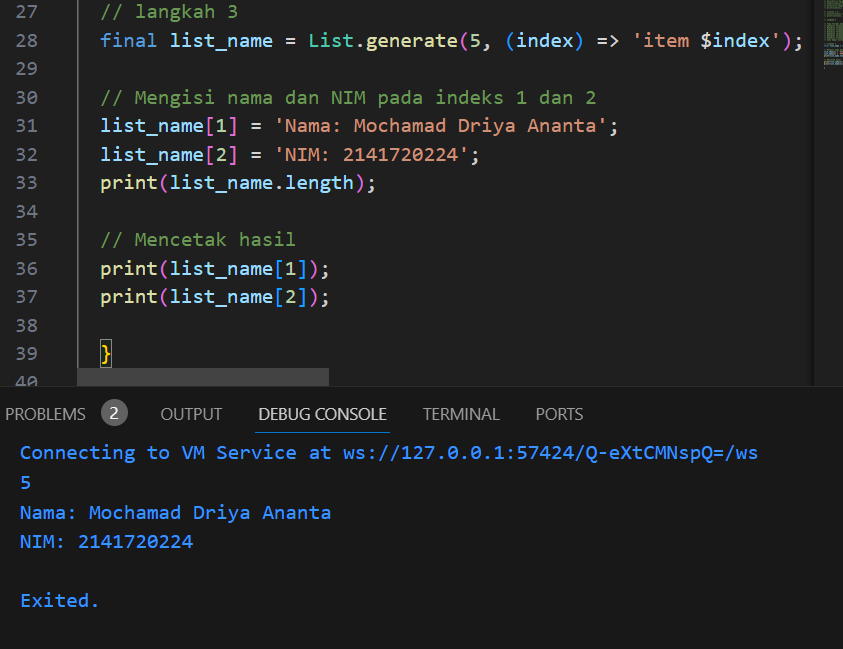 27 // langkah 3
28 final list_name = List.generate(5, (index) => 'item $index');
29
30 // Mengisi nama dan NIM pada indeks 1 dan 2
31 list_name[1] = 'Nama: Mochamad Driya Ananta';
32 list_name[2] = 'NIM: 2141720224';
33 print(list_name.length);
34
35 // Mencetak hasil
36 print(list_name[1]);
37 print(list_name[2]);
38
39 }
40
PROBLEMS 2 OUTPUT DEBUG CONSOLE TERMINAL PORTS
Connecting to VM Service at ws://127.0.0.1:57424/Q-eXtCMNspQ=/ws
5
Nama: Mochamad Driya Ananta
NIM: 2141720224
Exited.